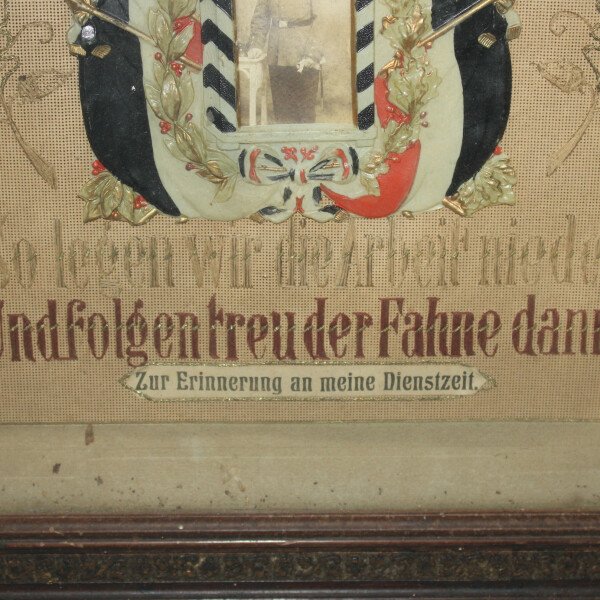 so legen wir die Arbeit niede
Und folgen treu der Fahne dann
Zur Erinnerung an meine Dienstzeit.